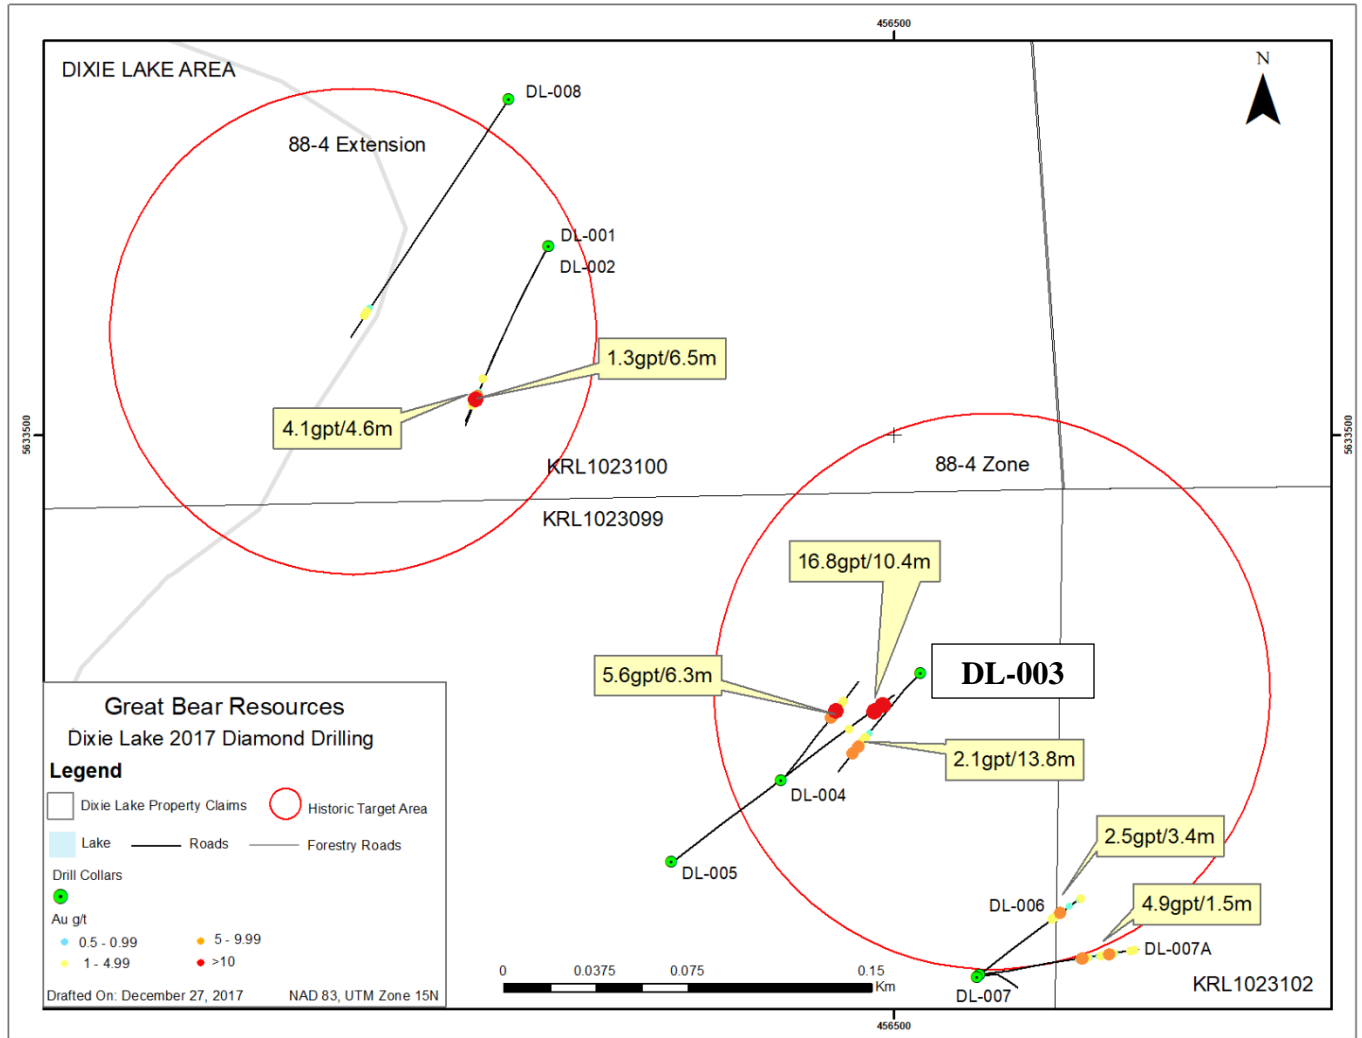 456500
DIXIE LAKE AREA
N
DL-008
88-4 Extension
DL-001
DL-002
1.3gpt/6.5m
4.1gpt/4.6m
5633500
5633500
88-4 Zone
KRL1023100
KRL1023099
16.8gpt/10.4m
5.6gpt/6.3m
DL-003
2.1gpt/13.8m
DL-004
DL-005
2.5gpt/3.4m
4.9gpt/1.5m
DL-006
DL-007A
DL-007
KRL1023102
Great Bear Resources
Dixie Lake 2017 Diamond Drilling
Legend
Dixie Lake Property Claims
Historic Target Area
Lake
Roads
Forestry Roads
Drill Collars
Au g/t
0.5 - 0.99
5 - 9.99
1 - 4.99
>10
Drafted On: December 27, 2017
NAD 83, UTM Zone 15N
0 0.0375 0.075 0.15
Km
456500